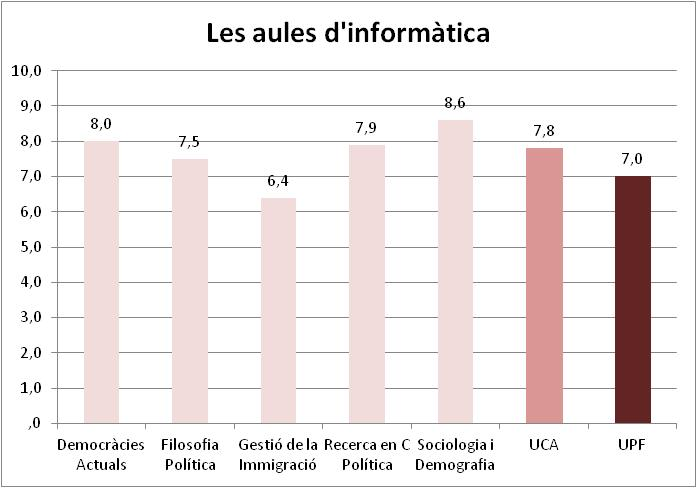 Les aules d'informàtica
10,0
9,0
8,0
7,0
6,0
5,0
4,0
3,0
2,0
1,0
,0
8,0
7,5
6,4
7,9
8,6
7,8
7,0
Democràcies
Actuals
Filosofia
Política
Gestió de la
Immigració
Recerca en C
Política
Sociologia i
Demografia
UCA
UPF